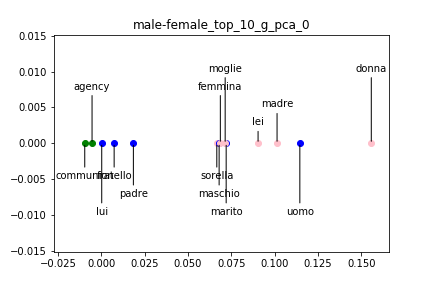 male-female_top_10_g_pca_0
0.015
0.010
0.005
0.000
−0.005
−0.010
−0.015
moglie
donna
agency
femmina
madre
lei
fratello
sorella
padre
maschio
lui
marito
uomo
−0.025
0.000
0.025
0.050
0.075
0.100
0.125
0.150